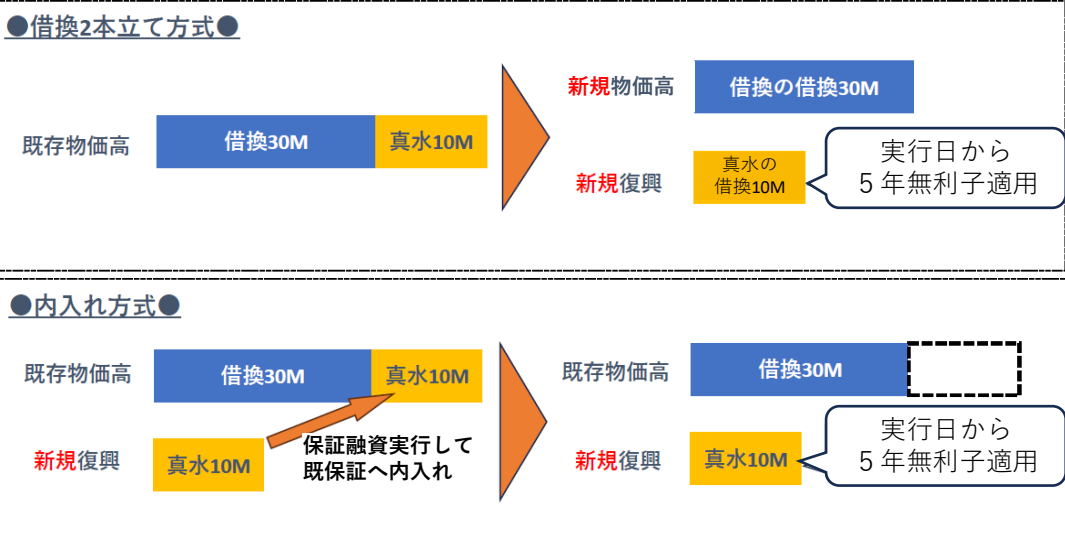 ●借換2本立て方式●
新規物価高
借換の借換30M
既存物価高
借換30M
真水10M
新規復興
真水の
借換10M
実行日から
５年無利子適用
●内入れ方式●
既存物価高
借換30M
真水10M
既存物価高
借換30M
新規復興
真水10M
保証融資実行して
既保証へ内入れ
新規復興
真水10M
実行日から
５年無利子適用